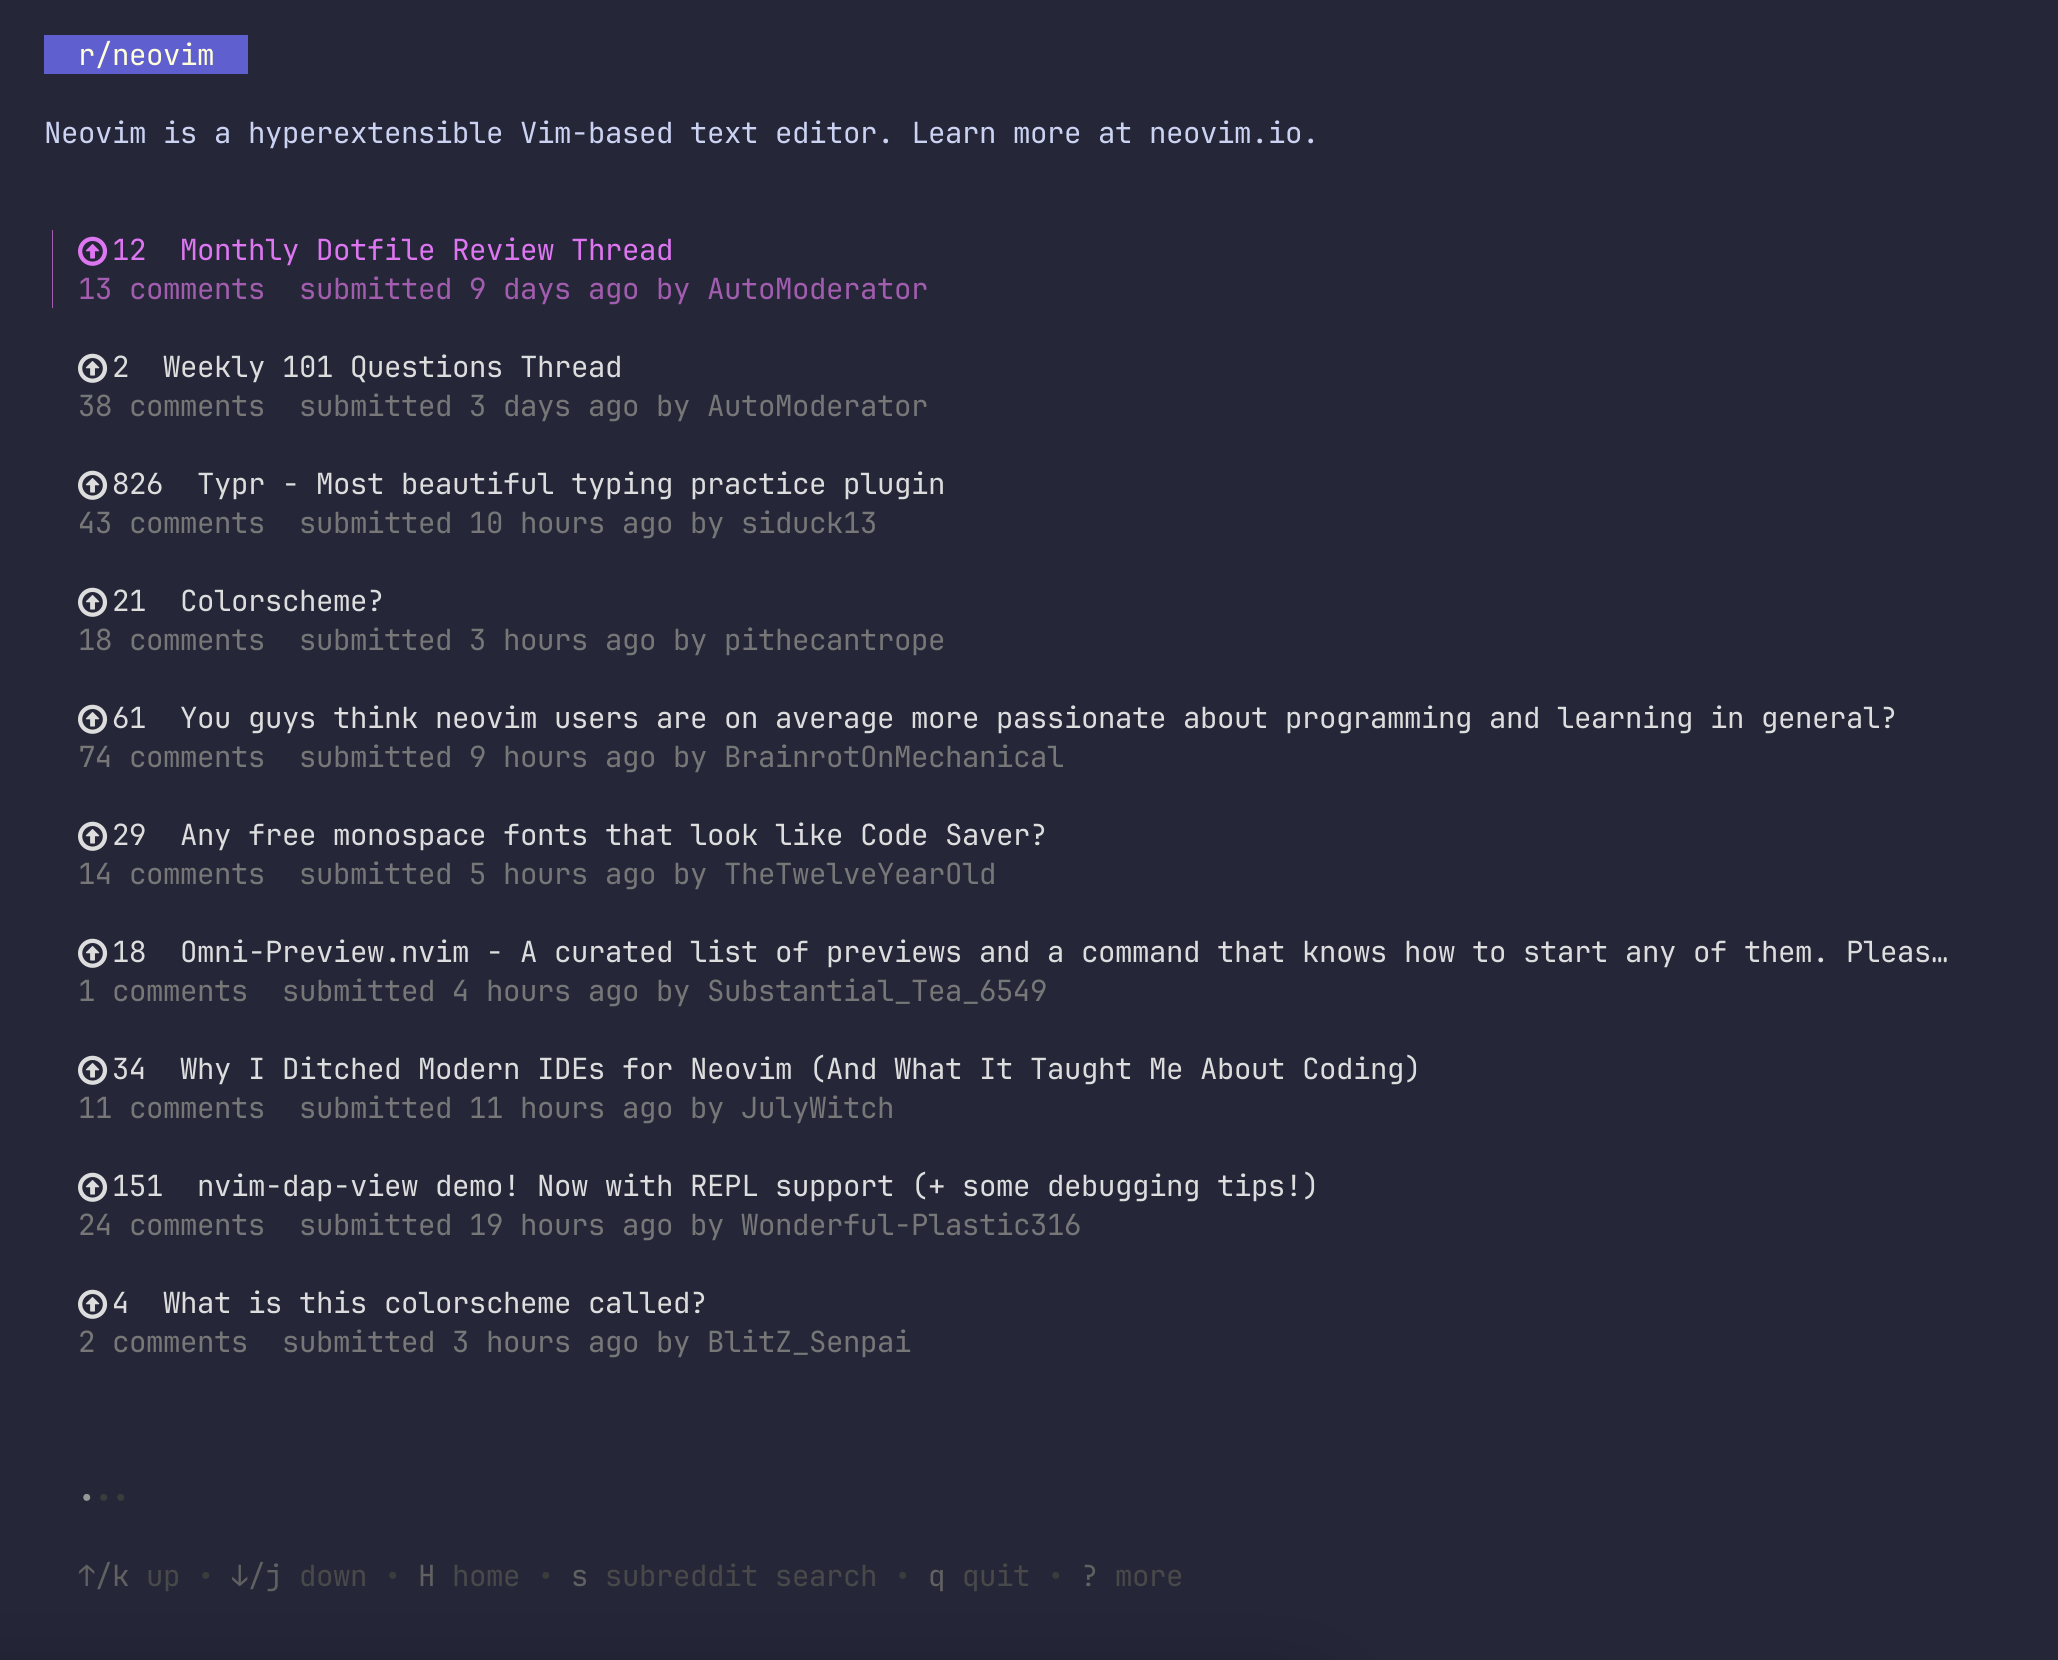 r/neovim
Neovim is a hyperextensible Vim-based text editor. Learn more at neovim.io.
12  Monthly Dotfile Review Thread
13 comments  submitted 9 days ago by AutoModerator
2  Weekly 101 Questions Thread
38 comments  submitted 3 days ago by AutoModerator
826  Typr - Most beautiful typing practice plugin
43 comments  submitted 10 hours ago by siduck13
21  Colorscheme?
18 comments  submitted 3 hours ago by pithecantrope
61  You guys think neovim users are on average more passionate about programming and learning in general?
74 comments  submitted 9 hours ago by BrainrotOnMechanical
29  Any free monospace fonts that look like Code Saver?
14 comments  submitted 5 hours ago by TheTwelveYearOld
18  Omni-Preview.nvim - A curated list of previews and a command that knows how to start any of them. Pleas…
1 comments  submitted 4 hours ago by Substantial_Tea_6549
34  Why I Ditched Modern IDEs for Neovim (And What It Taught Me About Coding)
11 comments  submitted 11 hours ago by JulyWitch
151  nvim-dap-view demo! Now with REPL support (+ some debugging tips!)
24 comments  submitted 19 hours ago by Wonderful-Plastic316
4  What is this colorscheme called?
2 comments  submitted 3 hours ago by BlitZ_Senpai
•••
↑/k up • ↓/j down • H home • s subreddit search • q quit • ? more